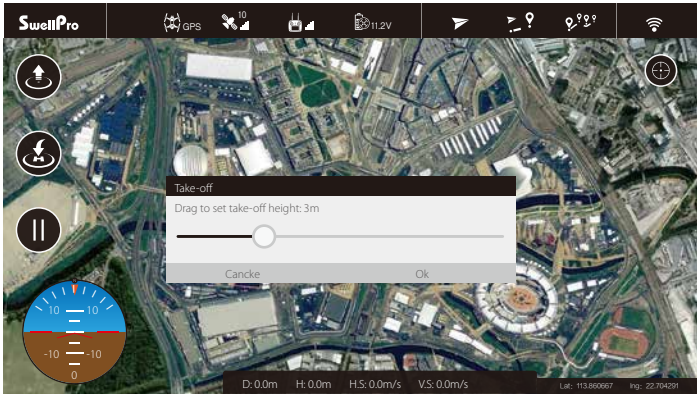 SwellPro
GPS
10
11.2V
Take-off
Drag to set take-off height: 3m
Cancke
Ok
10 10
-10 -10
0
D: 0.0m H: 0.0m H.S: 0.0m/s V.S: 0.0m/s
Lat: 113.860667 lng: 22.704291